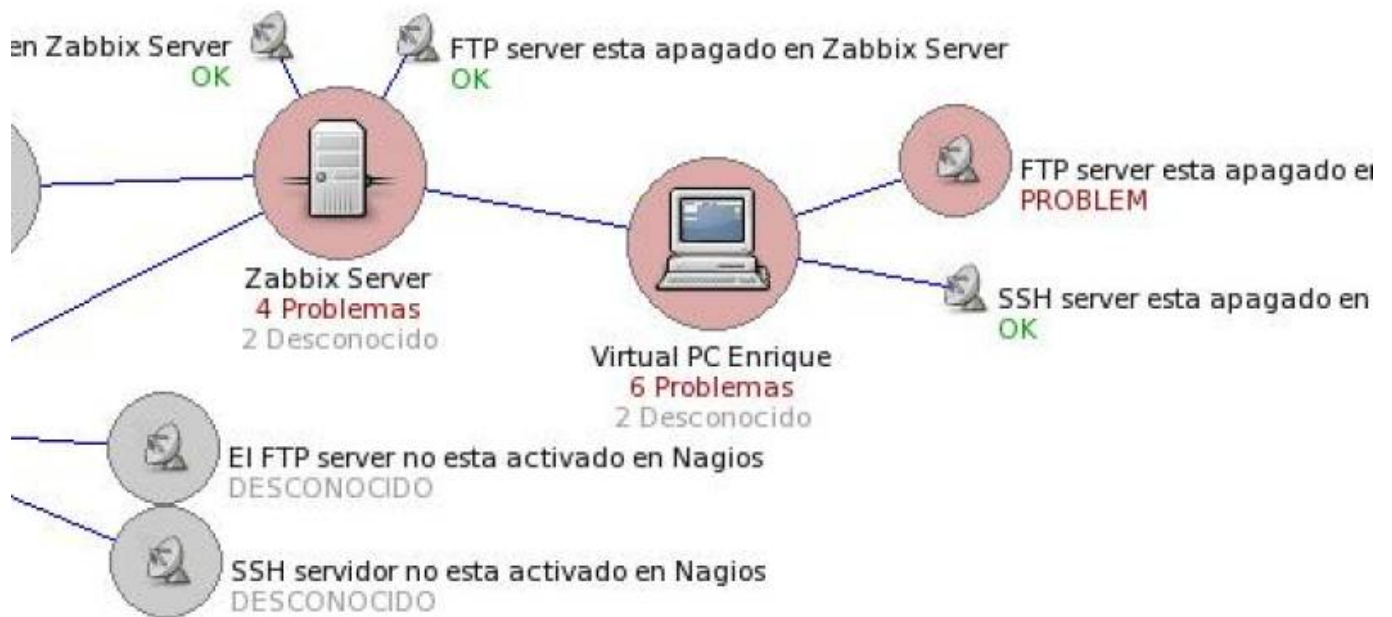 en Zabbix Server
OK
FTP server esta apagado en Zabbix Server
OK
FTP server esta apagado en
PROBLEM
Zabbix Server
4 Problemas
2 Desconocido
SSH server esta apagado en
OK
Virtual PC Enrique
6 Problemas
2 Desconocido
El FTP server no esta activado en Nagios
DESCONOCIDO
SSH servidor no esta activado en Nagios
DESCONOCIDO